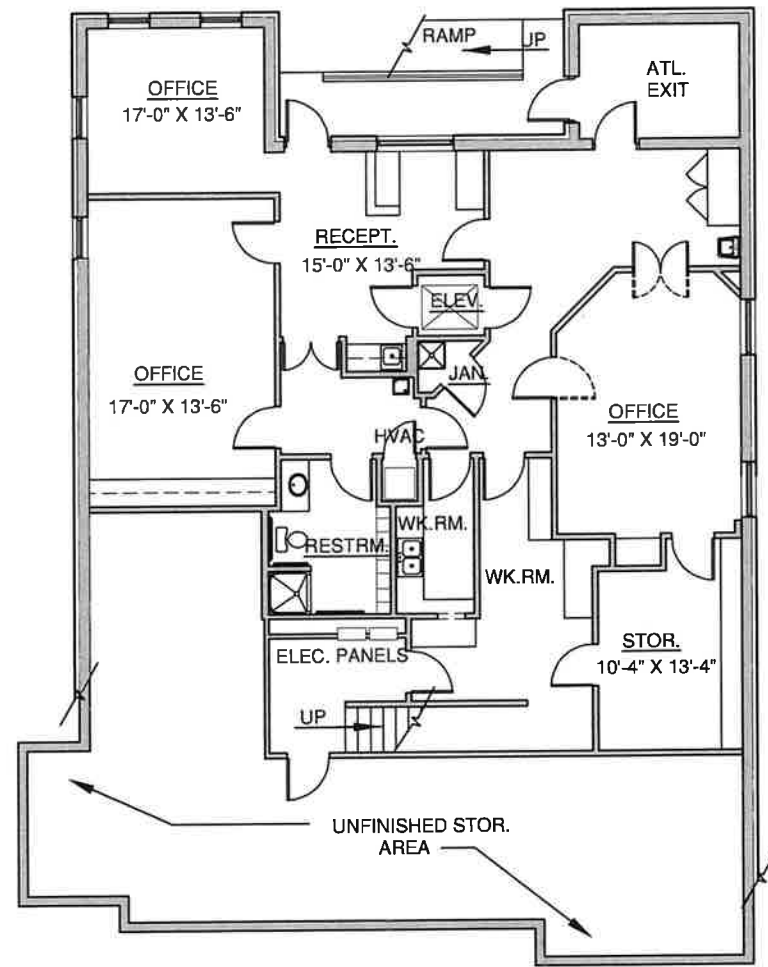 RAMP
UP
ATL.
EXIT
OFFICE
17'-0" X 13'-6"
RECEPT.
15'-0" X 13'-6"
ELEV.
OFFICE
17'-0" X 13'-6"
JAN.
OFFICE
13'-0" X 19'-0"
HVAC
WK.RM.
RESTRM.
WK.RM.
STOR.
10'-4" X 13'-4"
ELEC. PANELS
UP
UNFINISHED STOR.
AREA